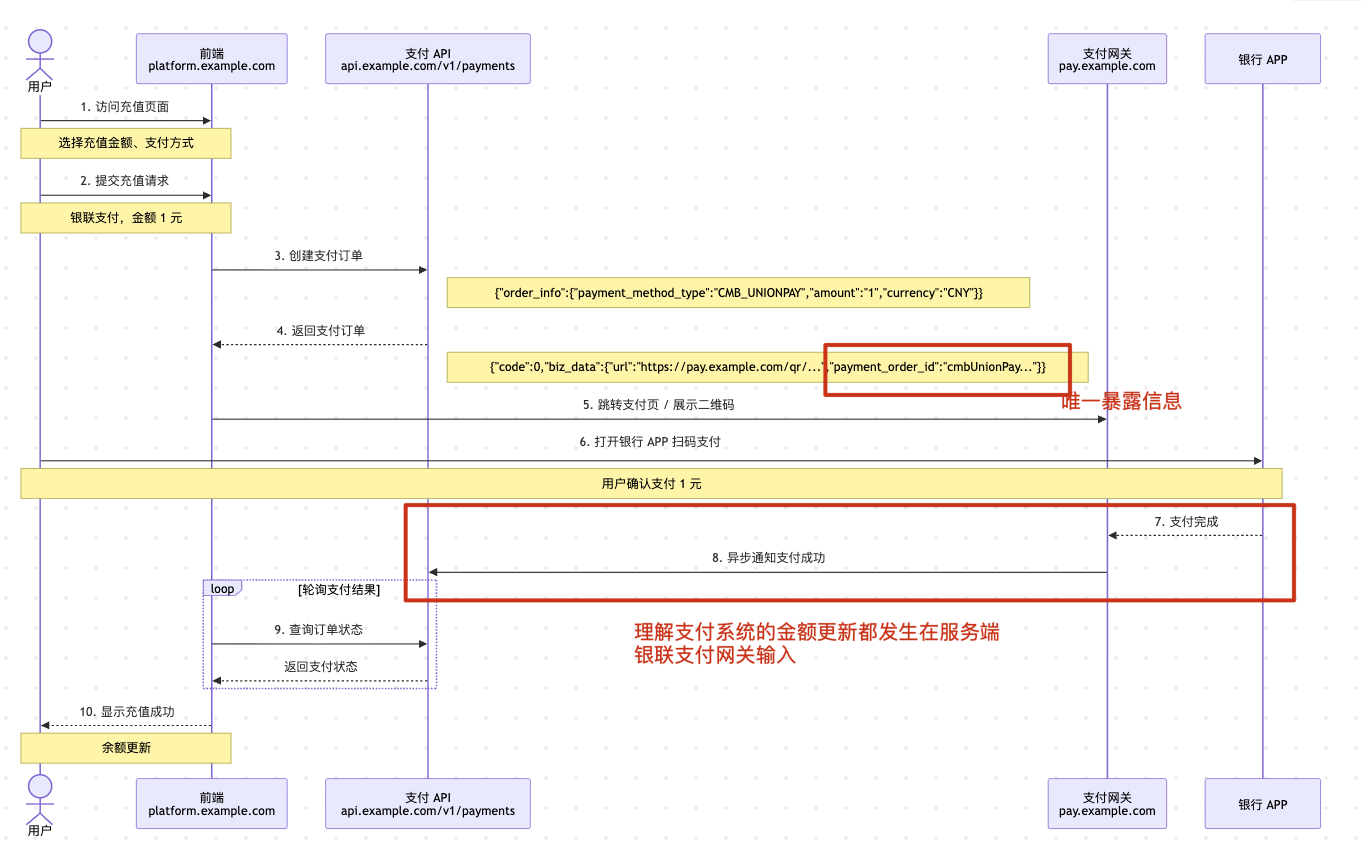 用户
前端
platform.example.com
支付 API
api.example.com/v1/payments
支付网关
pay.example.com
银行 APP
1. 访问充值页面
选择充值金额、支付方式
2. 提交充值请求
银联支付，金额 1 元
3. 创建支付订单
{"order_info":{"payment_method_type":"CMB_UNIONPAY","amount":"1","currency":"CNY"}}
4. 返回支付订单
{"code":0,"biz_data":{"url":"https://pay.example.com/qr/...","payment_order_id":"cmbUnionPay..."}}
唯一暴露信息
5. 跳转支付页 / 展示二维码
6. 打开银行 APP 扫码支付
用户确认支付 1 元
7. 支付完成
8. 异步通知支付成功
loop
[轮询支付结果]
9. 查询订单状态
理解支付系统的金额更新都发生在服务端
银联支付网关输入
返回支付状态
10. 显示充值成功
余额更新
用户
前端
platform.example.com
支付 API
api.example.com/v1/payments
支付网关
pay.example.com
银行 APP